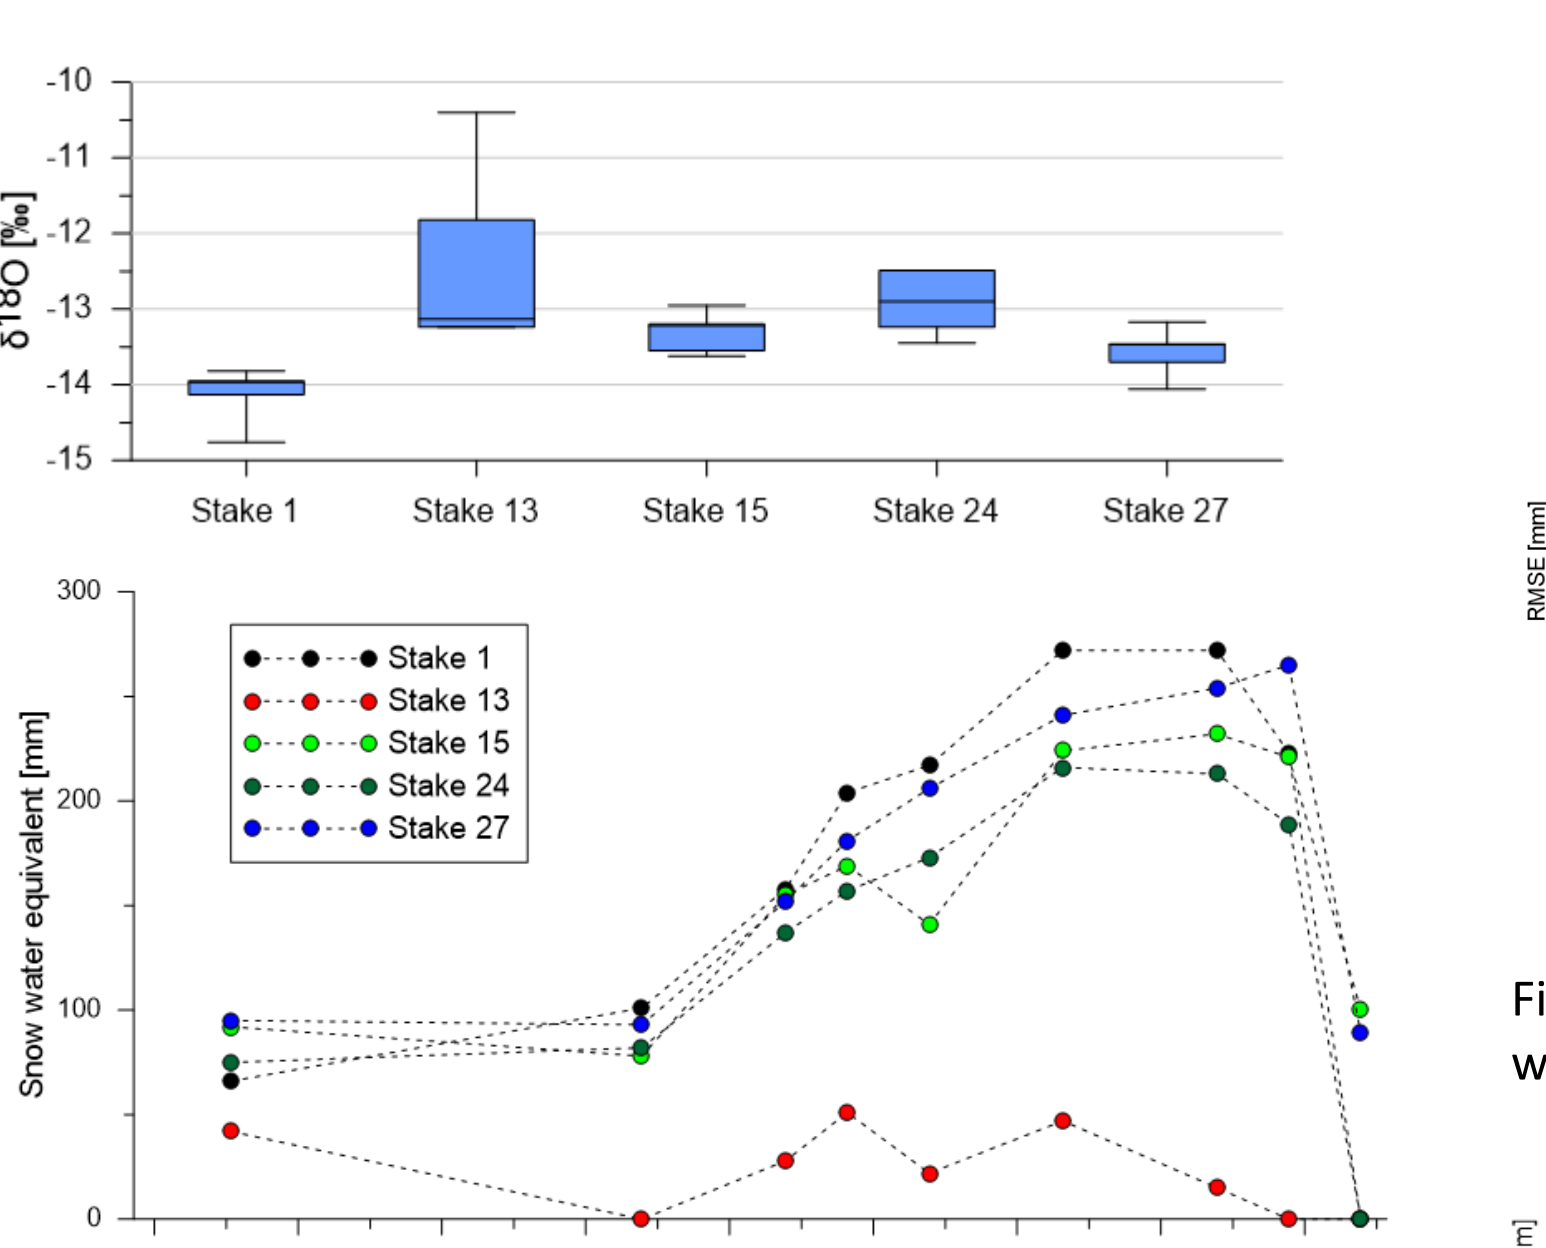 -10
-11
-12
-13
-14
-15
δ18O [‰]
Stake 1
Stake 13
Stake 15
Stake 24
Stake 27
300
200
100
0
Snow water equivalent [mm]
Stake 1
Stake 13
Stake 15
Stake 24
Stake 27
RMSE [mm]
Fi
w
m]